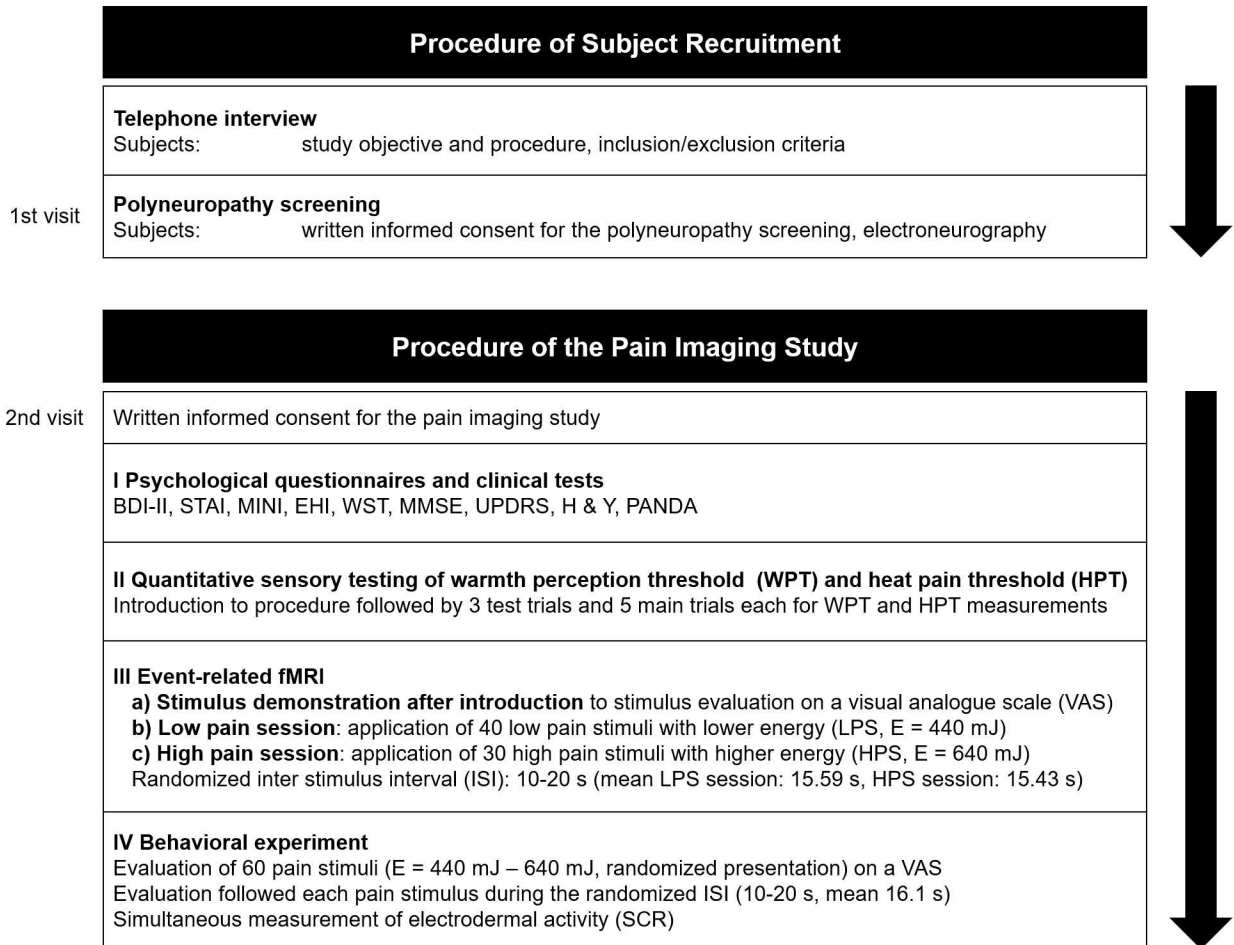 Procedure of Subject Recruitment
Telephone interview
Subjects: study objective and procedure, inclusion/exclusion criteria
1st visit
Polyneuropathy screening
Subjects: written informed consent for the polyneuropathy screening, electroneurography
Procedure of the Pain Imaging Study
2nd visit
Written informed consent for the pain imaging study
I Psychological questionnaires and clinical tests
BDI-II, STAI, MINI, EHI, WST, MMSE, UPDRS, H & Y, PANDA
II Quantitative sensory testing of warmth perception threshold (WPT) and heat pain threshold (HPT)
Introduction to procedure followed by 3 test trials and 5 main trials each for WPT and HPT measurements
III Event-related fMRI
a) Stimulus demonstration after introduction to stimulus evaluation on a visual analogue scale (VAS)
b) Low pain session: application of 40 low pain stimuli with lower energy (LPS, E = 440 mJ)
c) High pain session: application of 30 high pain stimuli with higher energy (HPS, E = 640 mJ)
Randomized inter stimulus interval (ISI): 10-20 s (mean LPS session: 15.59 s, HPS session: 15.43 s)
IV Behavioral experiment
Evaluation of 60 pain stimuli (E = 440 mJ – 640 mJ, randomized presentation) on a VAS
Evaluation followed each pain stimulus during the randomized ISI (10-20 s, mean 16.1 s)
Simultaneous measurement of electrodermal activity (SCR)